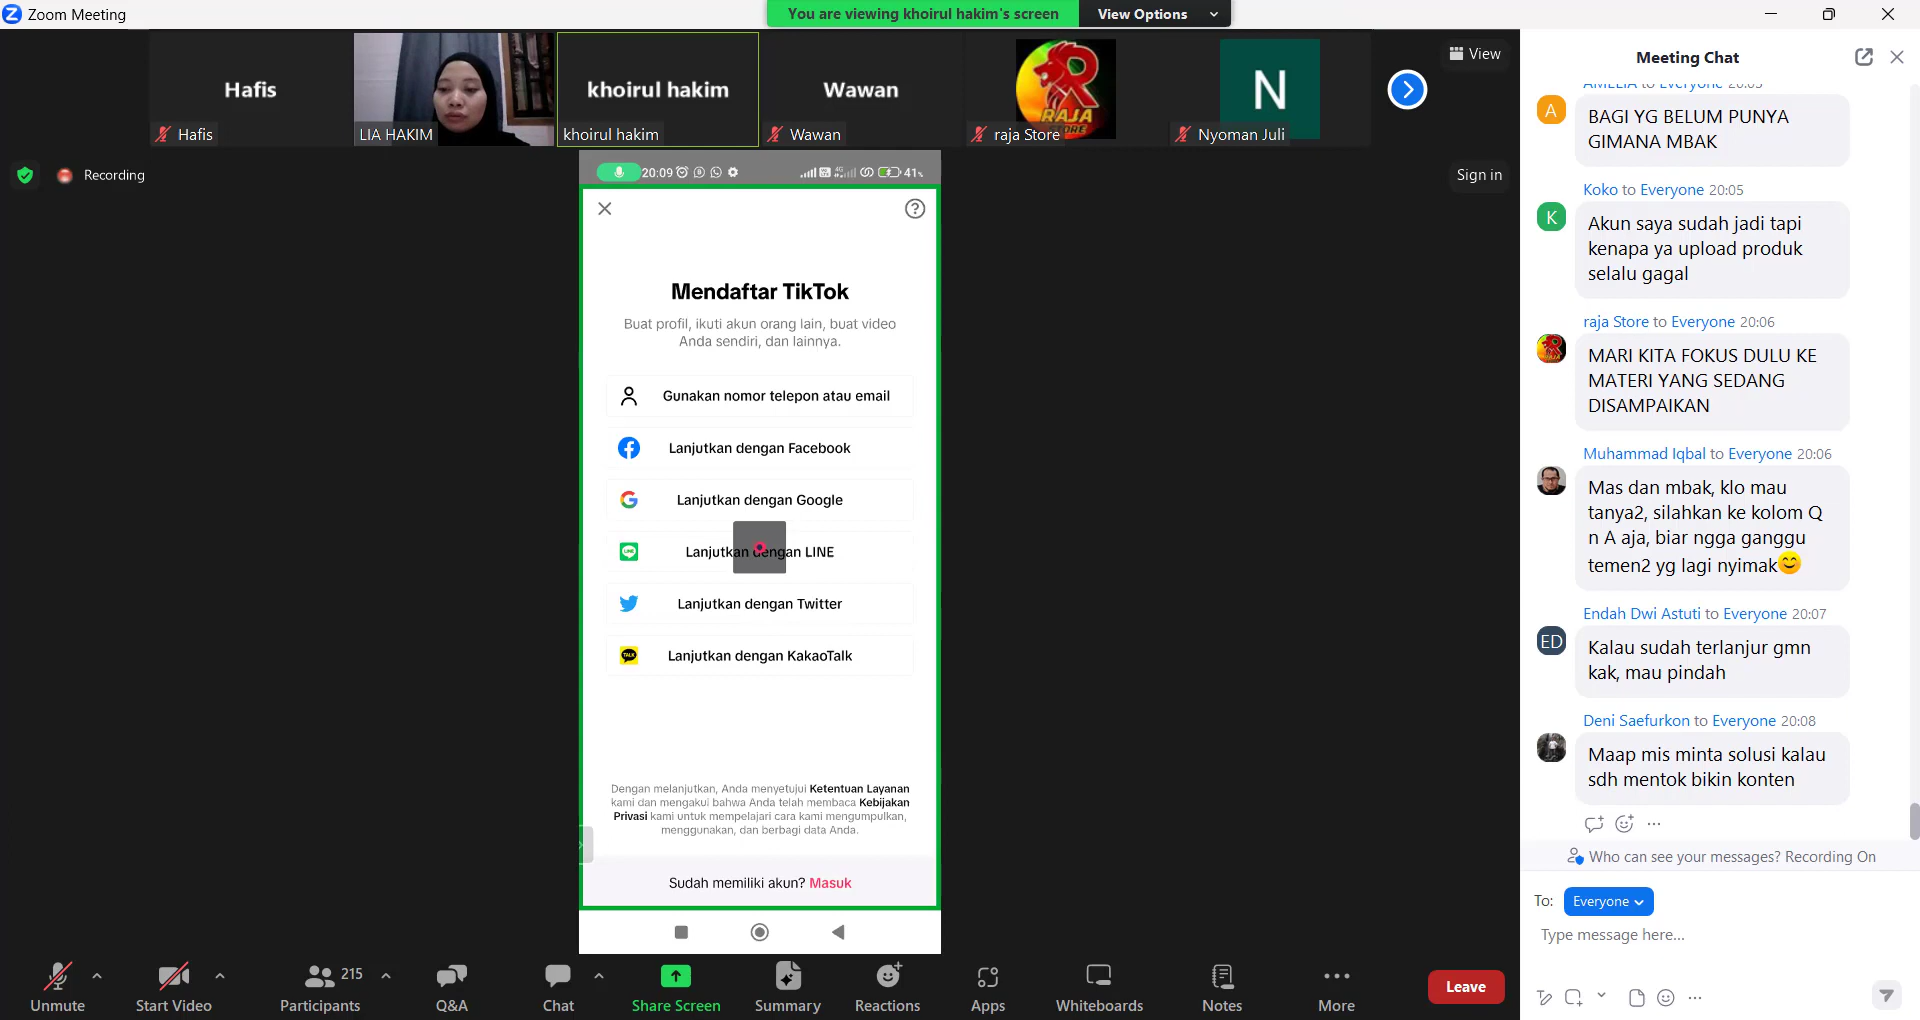 Zoom Meeting
You are viewing khoirul hakim's screen
View Options
Hafis
Hafis
LIA HAKIM
khoirul hakim
khoirul hakim
Wawan
Wawan
RAJA
raja Store
N
Nyoman Juli
View
Recording
Sign in
20:09
41%
Mendaftar TikTok
Buat profil, ikuti akun orang lain, buat video
Anda sendiri, dan lainnya.
Gunakan nomor telepon atau email
Lanjutkan dengan Facebook
Lanjutkan dengan Google
Lanjutkan dengan LINE
Lanjutkan dengan Twitter
TALK
Lanjutkan dengan KakaoTalk
Dengan melanjutkan, Anda menyetujui Ketentuan Layanan
kami dan mengakui bahwa Anda telah membaca Kebijakan
Privasi kami untuk mempelajari cara kami mengumpulkan,
menggunakan, dan berbagi data Anda.
Sudah memiliki akun? Masuk
Meeting Chat
AMELIA to Everyone 20:05
A
BAGI YG BELUM PUNYA
GIMANA MBAK
Koko to Everyone 20:05
K
Akun saya sudah jadi tapi
kenapa ya upload produk
selalu gagal
raja Store to Everyone 20:06
MARI KITA FOKUS DULU KE
MATERI YANG SEDANG
DISAMPAIKAN
Muhammad Iqbal to Everyone 20:06
Mas dan mbak, klo mau
tanya2, silahkan ke kolom Q
n A aja, biar ngga ganggu
temen2 yg lagi nyimak😊
Endah Dwi Astuti to Everyone 20:07
ED
Kalau sudah terlanjur gmn
kak, mau pindah
Deni Saefurkon to Everyone 20:08
Maap mis minta solusi kalau
sdh mentok bikin konten
Who can see your messages? Recording On
To: Everyone
Type message here...
Unmute
Start Video
215
Participants
Q&A
Chat
Share Screen
Summary
Reactions
Apps
Whiteboards
Notes
More
Leave